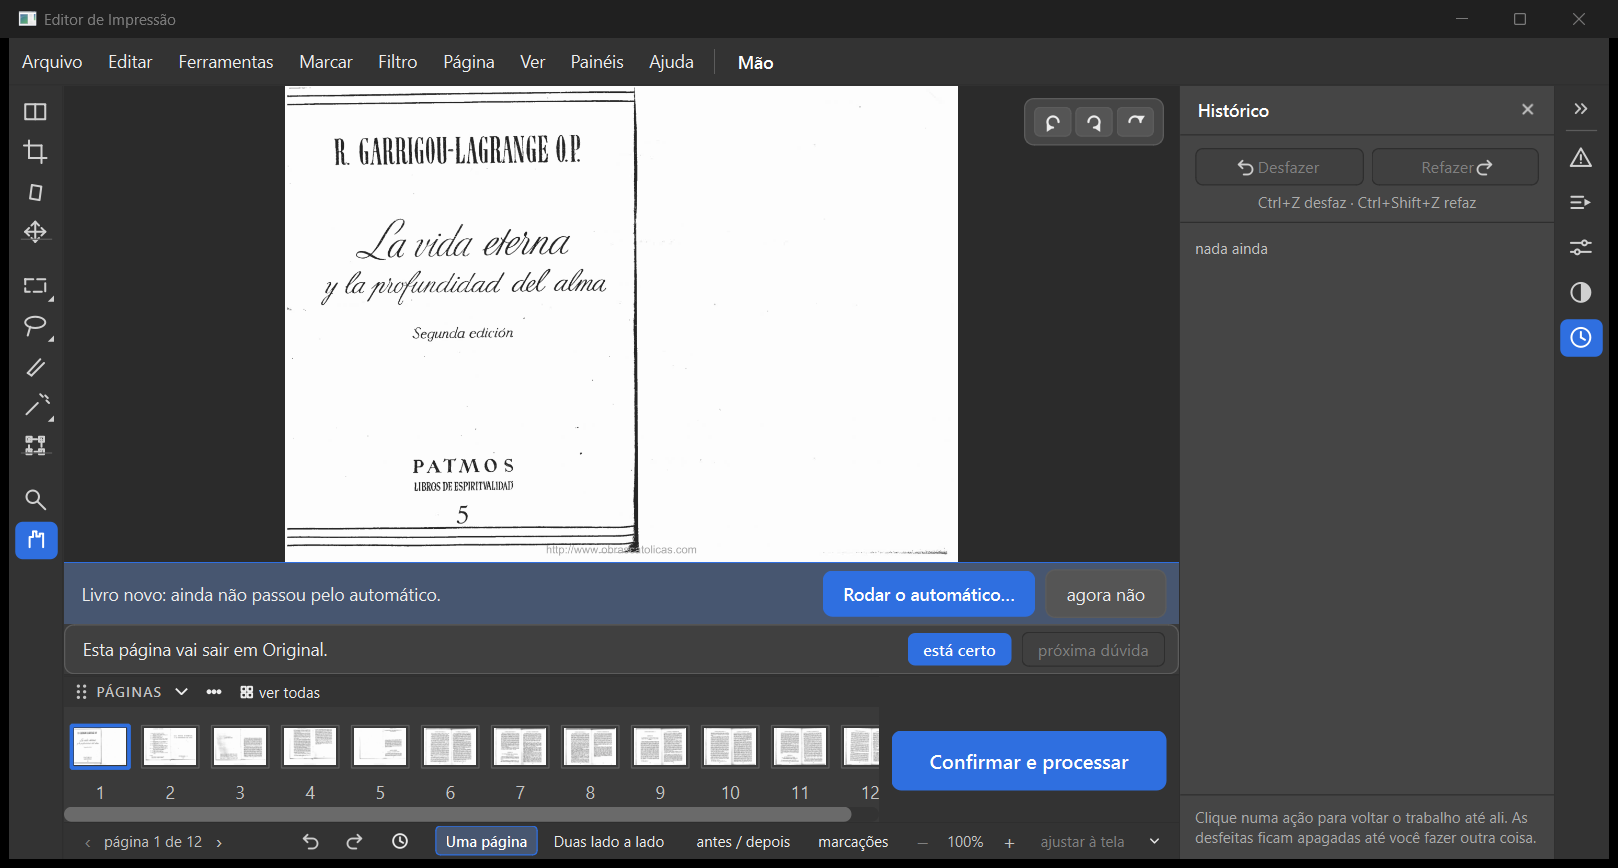 Editor de Impressão
Arquivo Editar Ferramentas Marcar Filtro Página Ver Painéis Ajuda Mão
R. GARRIGOU-LAGRANGE O.P.
La vida eterna
y la profundidad del alma
Segunda edición
PATMOS
LIBROS DE ESPIRITVALIDAD
5
http://www.obrascatolicas.com
Histórico
Desfazer Refazer
Ctrl+Z desfaz · Ctrl+Shift+Z refaz
nada ainda
Livro novo: ainda não passou pelo automático. Rodar o automático... agora não
Esta página vai sair em Original. está certo próxima dúvida
PÁGINAS ver todas
1 2 3 4 5 6 7 8 9 10 11 12
Confirmar e processar
Clique numa ação para voltar o trabalho até ali. As
desfeitas ficam apagadas até você fazer outra coisa.
página 1 de 12 Uma página Duas lado a lado antes / depois marcações 100% ajustar à tela